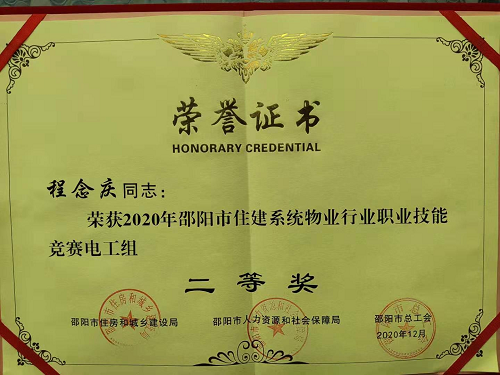 荣誉证书
HONORARY CREDENTIAL
程念庆同志：
荣获2020年邵阳市住建系统物业行业职业技能
竞赛电工组
二等奖
邵阳市住房和城乡建设局 邵阳市人力资源和社会保障局 邵阳市总工会
2020年12月